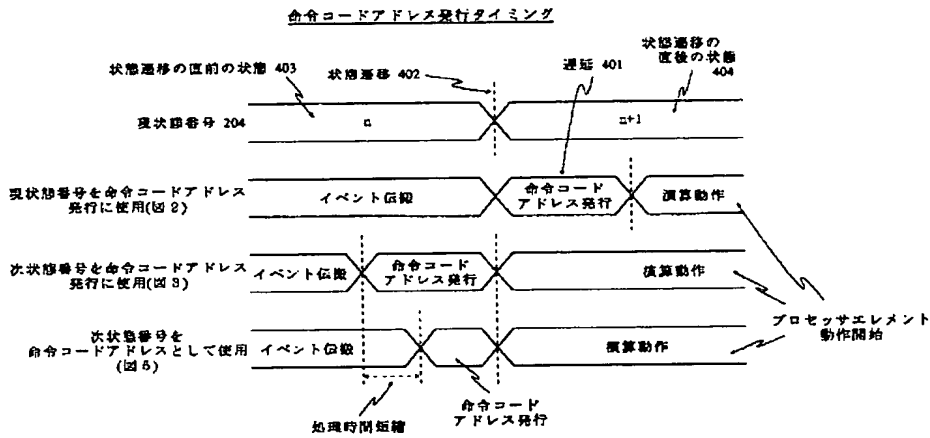 命令コードアドレス発行タイミング
状態遷移の直前の状態 403
状態遷移 402
遅延 401
状態遷移の
直後の状態
404
現状態番号 204
n
n+1
現状態番号を命令コードアドレス
発行に使用(図2)
イベント伝搬
命令コード
アドレス発行
演算動作
次状態番号を命令コードアドレス
発行に使用(図3)
イベント伝搬
命令コード
アドレス発行
演算動作
プロセッサエレメント
動作開始
次状態番号を
命令コードアドレスとして使用
(図5)
イベント伝搬
演算動作
命令コード
アドレス発行
処理時間短縮